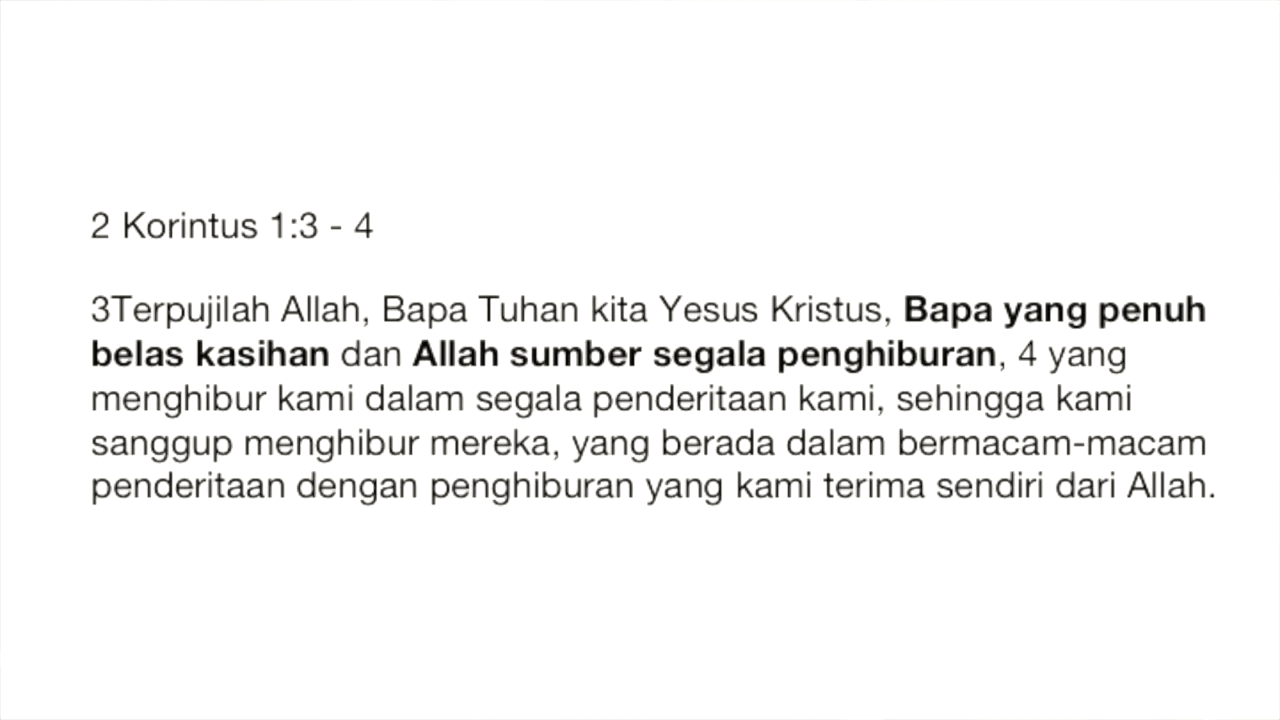 2 Korintus 1:3 - 4
3Terpujilah Allah, Bapa Tuhan kita Yesus Kristus, Bapa yang penuh
belas kasihan dan Allah sumber segala penghiburan, 4 yang
menghibur kami dalam segala penderitaan kami, sehingga kami
sanggup menghibur mereka, yang berada dalam bermacam-macam
penderitaan dengan penghiburan yang kami terima sendiri dari Allah.